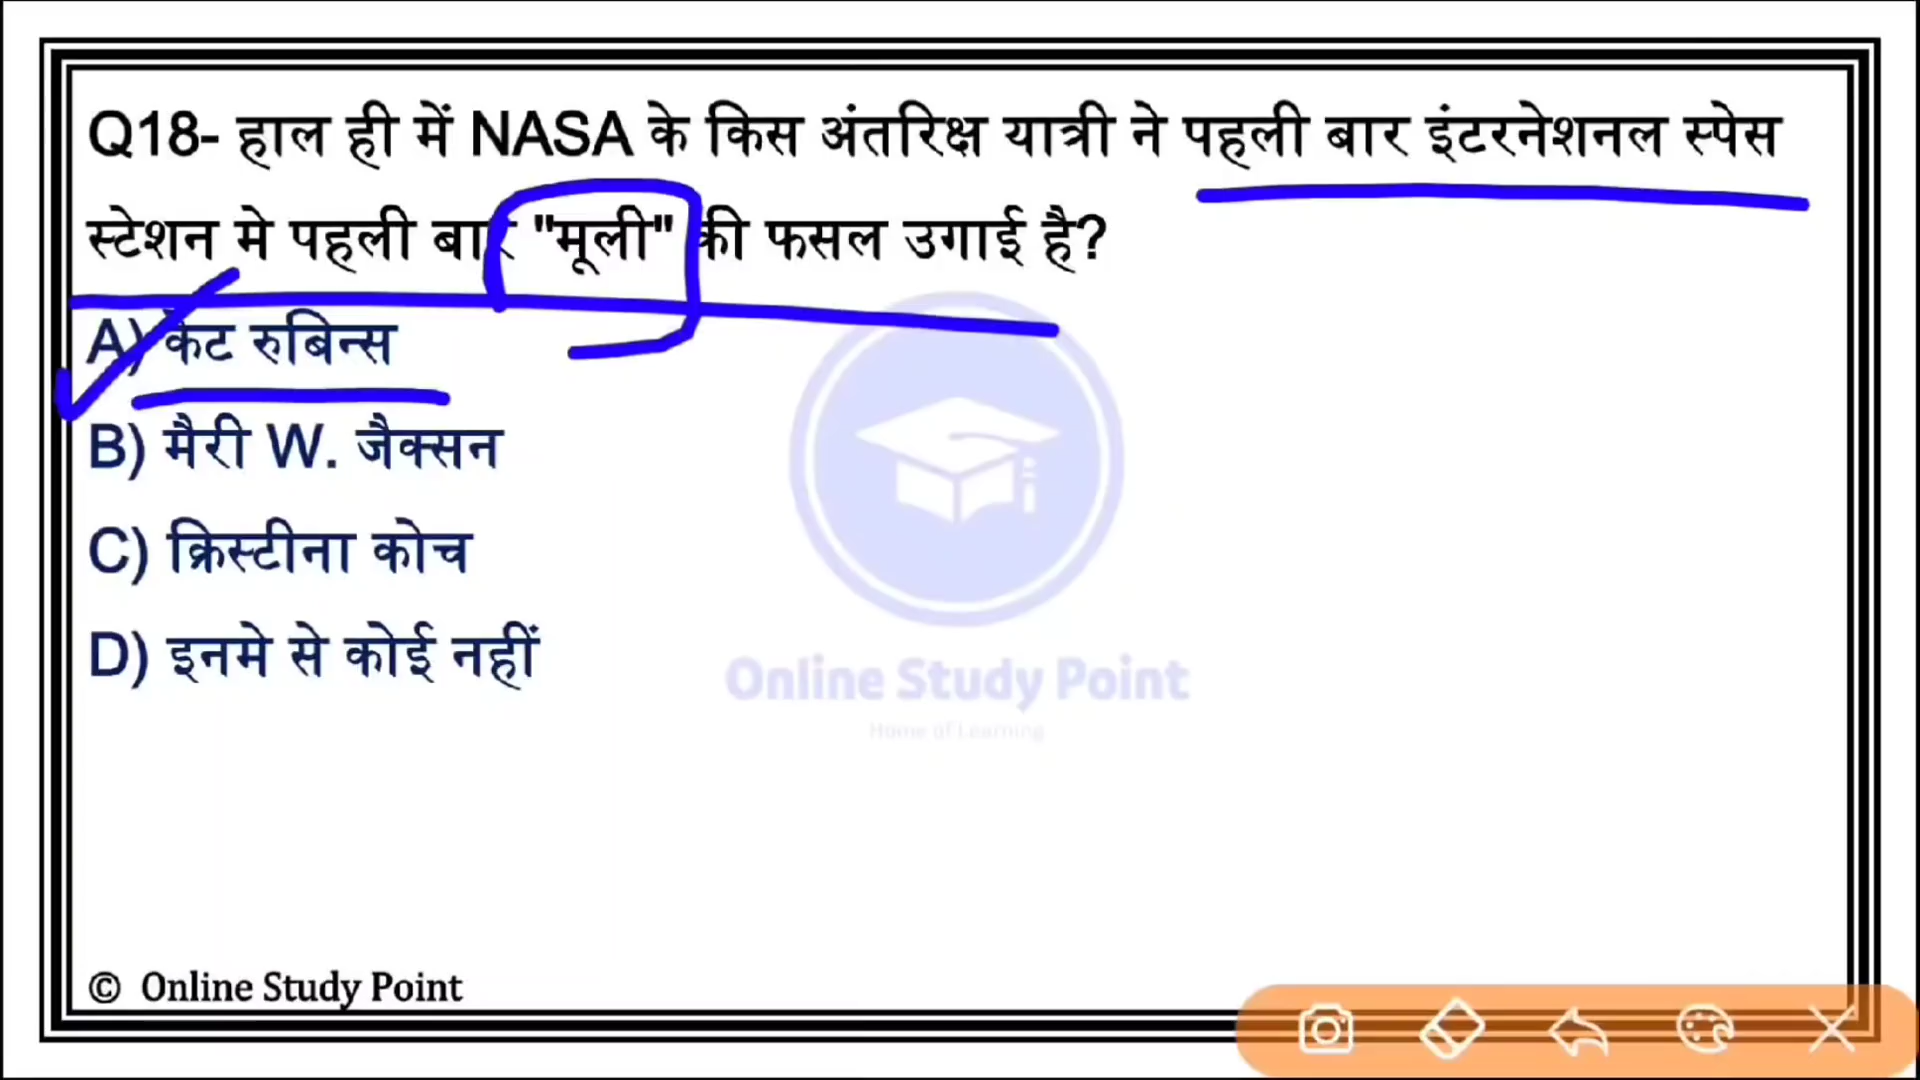 Q18- हाल ही में NASA के किस अंतरिक्ष यात्री ने पहली बार इंटरनेशनल स्पेस
स्टेशन मे पहली बार "मूली" की फसल उगाई है?
A) कैट रुबिन्स
B) मैरी W. जैक्सन
C) क्रिस्टीना कोच
D) इनमे से कोई नहीं
Online Study Point
Home of Learning
© Online Study Point